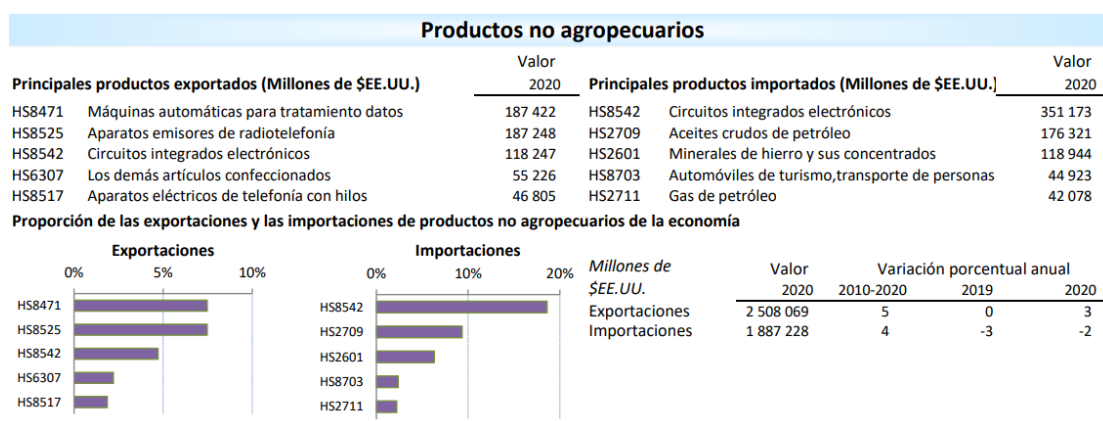 Productos no agropecuarios
Valor
Principales productos exportados (Millones de $EE.UU.) 2020
HS8471 Máquinas automáticas para tratamiento datos 187 422
HS8525 Aparatos emisores de radiotelefonía 187 248
HS8542 Circuitos integrados electrónicos 118 247
HS6307 Los demás artículos confeccionados 55 226
HS8517 Aparatos eléctricos de telefonía con hilos 46 805
Valor
Principales productos importados (Millones de $EE.UU.) 2020
HS8542 Circuitos integrados electrónicos 351 173
HS2709 Aceites crudos de petróleo 176 321
HS2601 Minerales de hierro y sus concentrados 118 944
HS8703 Automóviles de turismo,transporte de personas 44 923
HS2711 Gas de petróleo 42 078
Proporción de las exportaciones y las importaciones de productos no agropecuarios de la economía
Exportaciones
0% 5% 10%
HS8471
HS8525
HS8542
HS6307
HS8517
Importaciones
0% 10% 20%
HS8542
HS2709
HS2601
HS8703
HS2711
Millones de Valor Variación porcentual anual
$EE.UU. 2020 2010-2020 2019 2020
Exportaciones 2 508 069 5 0 3
Importaciones 1 887 228 4 -3 -2